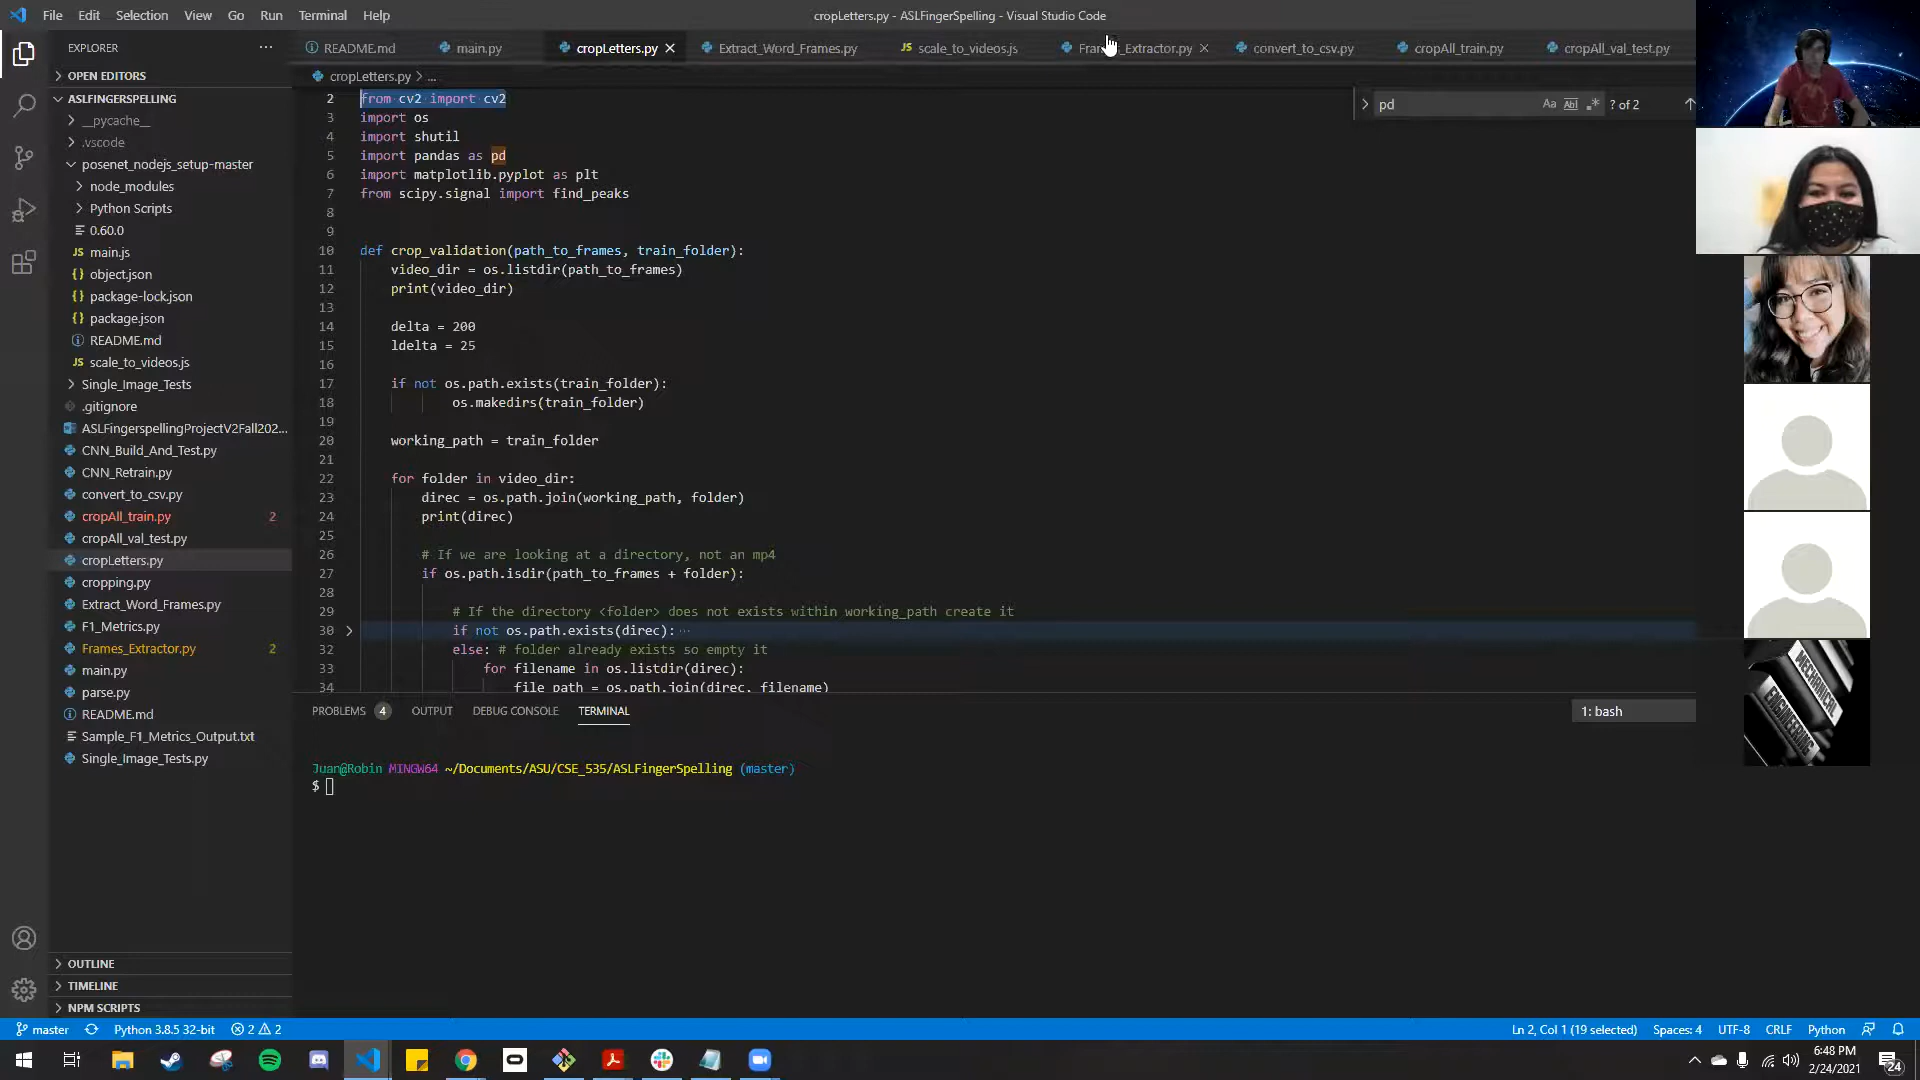 File Edit Selection View Go Run Terminal Help
cropLetters.py - ASLFingerSpelling - Visual Studio Code
EXPLORER
README.md main.py cropLetters.py Extract_Word_Frames.py scale_to_videos.js Frames_Extractor.py convert_to_csv.py cropAll_train.py cropAll_val_test.py
OPEN EDITORS
ASLFINGERSPELLING
__pycache__
.vscode
posenet_nodejs_setup-master
node_modules
Python Scripts
0.60.0
main.js
object.json
package-lock.json
package.json
README.md
scale_to_videos.js
Single_Image_Tests
.gitignore
ASLFingerspellingProjectV2Fall202...
CNN_Build_And_Test.py
CNN_Retrain.py
convert_to_csv.py
cropAll_train.py 2
cropAll_val_test.py
cropLetters.py
cropping.py
Extract_Word_Frames.py
F1_Metrics.py
Frames_Extractor.py 2
main.py
parse.py
README.md
Sample_F1_Metrics_Output.txt
Single_Image_Tests.py
OUTLINE
TIMELINE
NPM SCRIPTS
cropLetters.py > ...
pd Aa Abl .* ? of 2
2 from cv2 import cv2
3 import os
4 import shutil
5 import pandas as pd
6 import matplotlib.pyplot as plt
7 from scipy.signal import find_peaks
8
9
10 def crop_validation(path_to_frames, train_folder):
11 video_dir = os.listdir(path_to_frames)
12 print(video_dir)
13
14 delta = 200
15 ldelta = 25
16
17 if not os.path.exists(train_folder):
18 os.makedirs(train_folder)
19
20 working_path = train_folder
21
22 for folder in video_dir:
23 direc = os.path.join(working_path, folder)
24 print(direc)
25
26 # If we are looking at a directory, not an mp4
27 if os.path.isdir(path_to_frames + folder):
28
29 # If the directory <folder> does not exists within working_path create it
30 if not os.path.exists(direc): ...
32 else: # folder already exists so empty it
33 for filename in os.listdir(direc):
34 file_path = os.path.join(direc, filename)
PROBLEMS 4 OUTPUT DEBUG CONSOLE TERMINAL
1: bash
Juan@Robin MINGW64 ~/Documents/ASU/CSE_535/ASLFingerSpelling (master)
$
MECHANICAL
ENGINEERING
master Python 3.8.5 32-bit 2 2
Ln 2, Col 1 (19 selected) Spaces: 4 UTF-8 CRLF Python
6:48 PM
2/24/2021
24